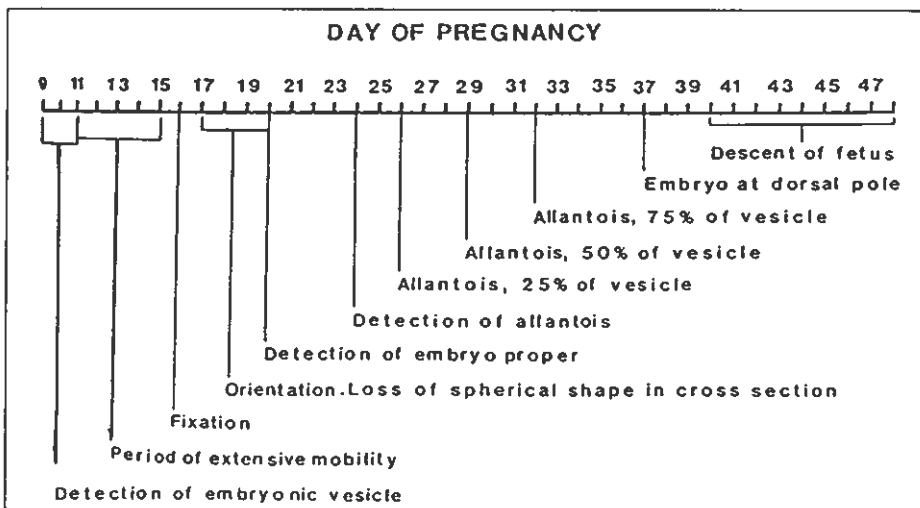 DAY OF PREGNANCY
9 11 13 15 17 19 21 23 25 27 29 31 33 35 37 39 41 43 45 47
Descent of fetus
Embryo at dorsal pole
Allantois, 75% of vesicle
Allantois, 50% of vesicle
Allantois, 25% of vesicle
Detection of allantois
Detection of embryo proper
Orientation. Loss of spherical shape in cross section
Fixation
Period of extensive mobility
Detection of embryonic vesicle